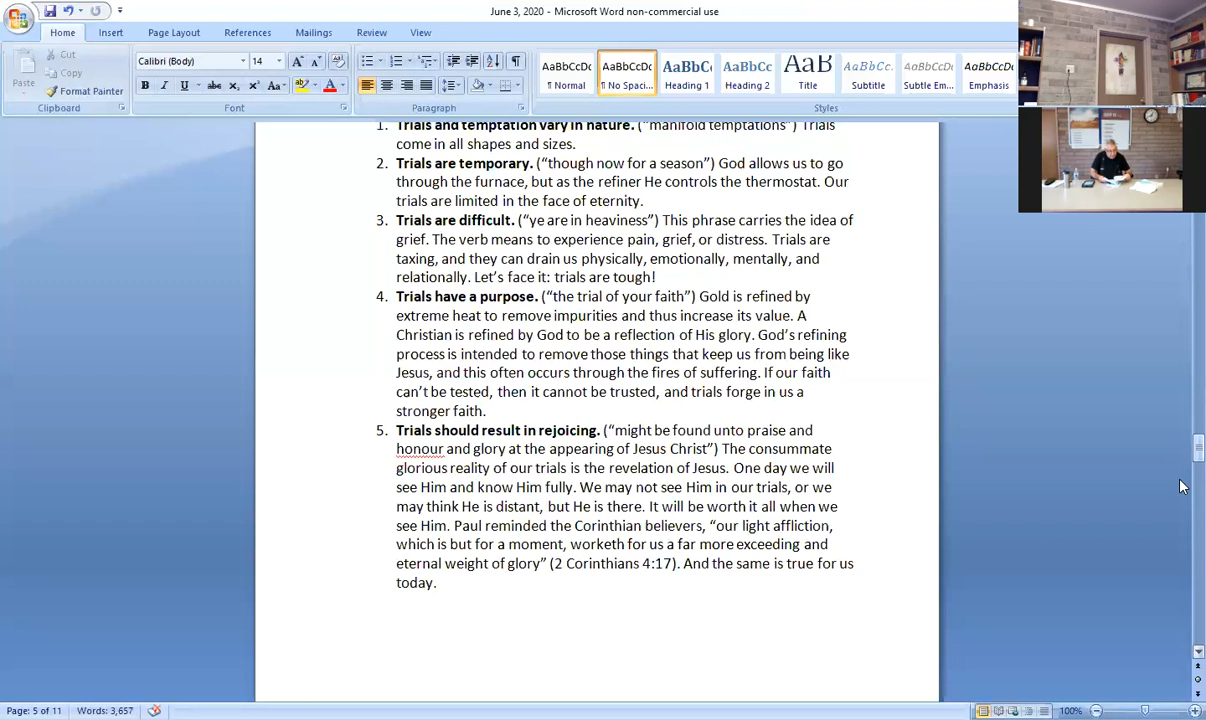 June 3, 2020 - Microsoft Word non-commercial use
Home Insert Page Layout References Mailings Review View
Cut
Copy
Format Painter
Paste
Calibri (Body) 14
AaBbCcDc AaBbCcDc AaBbC AaBbCc AaB AaBbCc. AaBbCcDc AaBbCcDc
¶ Normal ¶ No Spaci... Heading 1 Heading 2 Title Subtitle Subtle Em... Emphasis
Clipboard Font Paragraph Styles
1. Trials and temptation vary in nature. ("manifold temptations") Trials
come in all shapes and sizes.
2. Trials are temporary. ("though now for a season") God allows us to go
through the furnace, but as the refiner He controls the thermostat. Our
trials are limited in the face of eternity.
3. Trials are difficult. ("ye are in heaviness") This phrase carries the idea of
grief. The verb means to experience pain, grief, or distress. Trials are
taxing, and they can drain us physically, emotionally, mentally, and
relationally. Let's face it: trials are tough!
4. Trials have a purpose. ("the trial of your faith") Gold is refined by
extreme heat to remove impurities and thus increase its value. A
Christian is refined by God to be a reflection of His glory. God's refining
process is intended to remove those things that keep us from being like
Jesus, and this often occurs through the fires of suffering. If our faith
can't be tested, then it cannot be trusted, and trials forge in us a
stronger faith.
5. Trials should result in rejoicing. ("might be found unto praise and
honour and glory at the appearing of Jesus Christ") The consummate
glorious reality of our trials is the revelation of Jesus. One day we will
see Him and know Him fully. We may not see Him in our trials, or we
may think He is distant, but He is there. It will be worth it all when we
see Him. Paul reminded the Corinthian believers, "our light affliction,
which is but for a moment, worketh for us a far more exceeding and
eternal weight of glory" (2 Corinthians 4:17). And the same is true for us
today.
Page: 5 of 11 Words: 3,657 100%